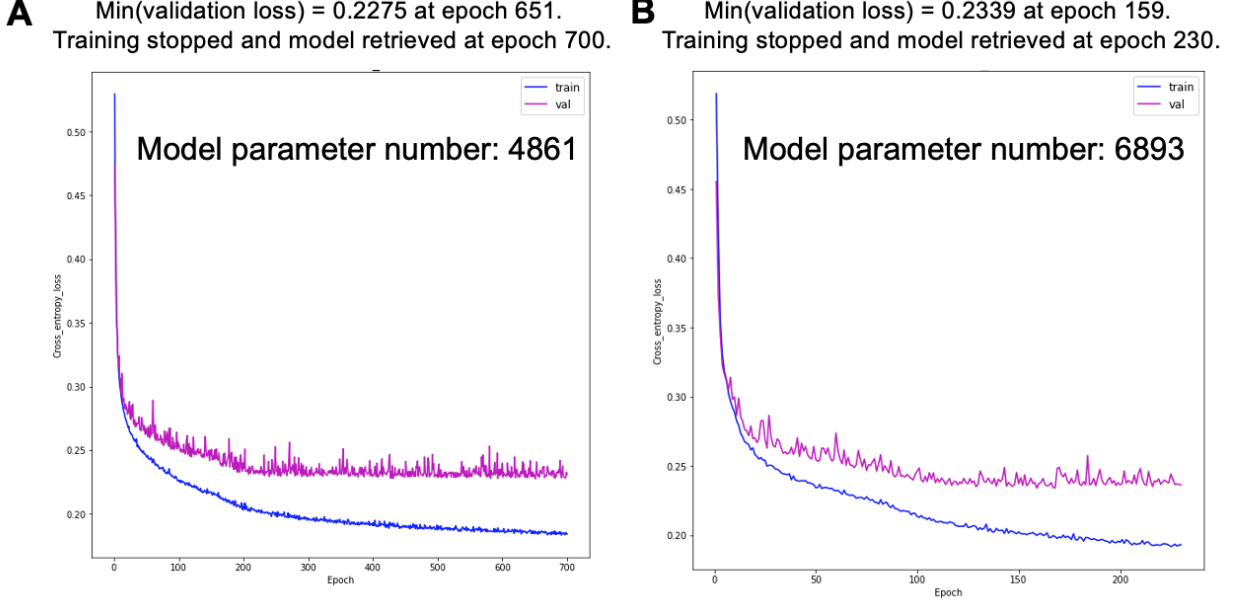 A
Min(validation loss) = 0.2275 at epoch 651.
Training stopped and model retrieved at epoch 700.
train
val
Model parameter number: 4861
0.50
0.45
0.40
0.35
0.30
0.25
0.20
Cross_entropy_loss
0 100 200 300 400 500 600 700
Epoch
B
Min(validation loss) = 0.2339 at epoch 159.
Training stopped and model retrieved at epoch 230.
train
val
Model parameter number: 6893
0.50
0.45
0.40
0.35
0.30
0.25
0.20
Cross_entropy_loss
0 50 100 150 200
Epoch